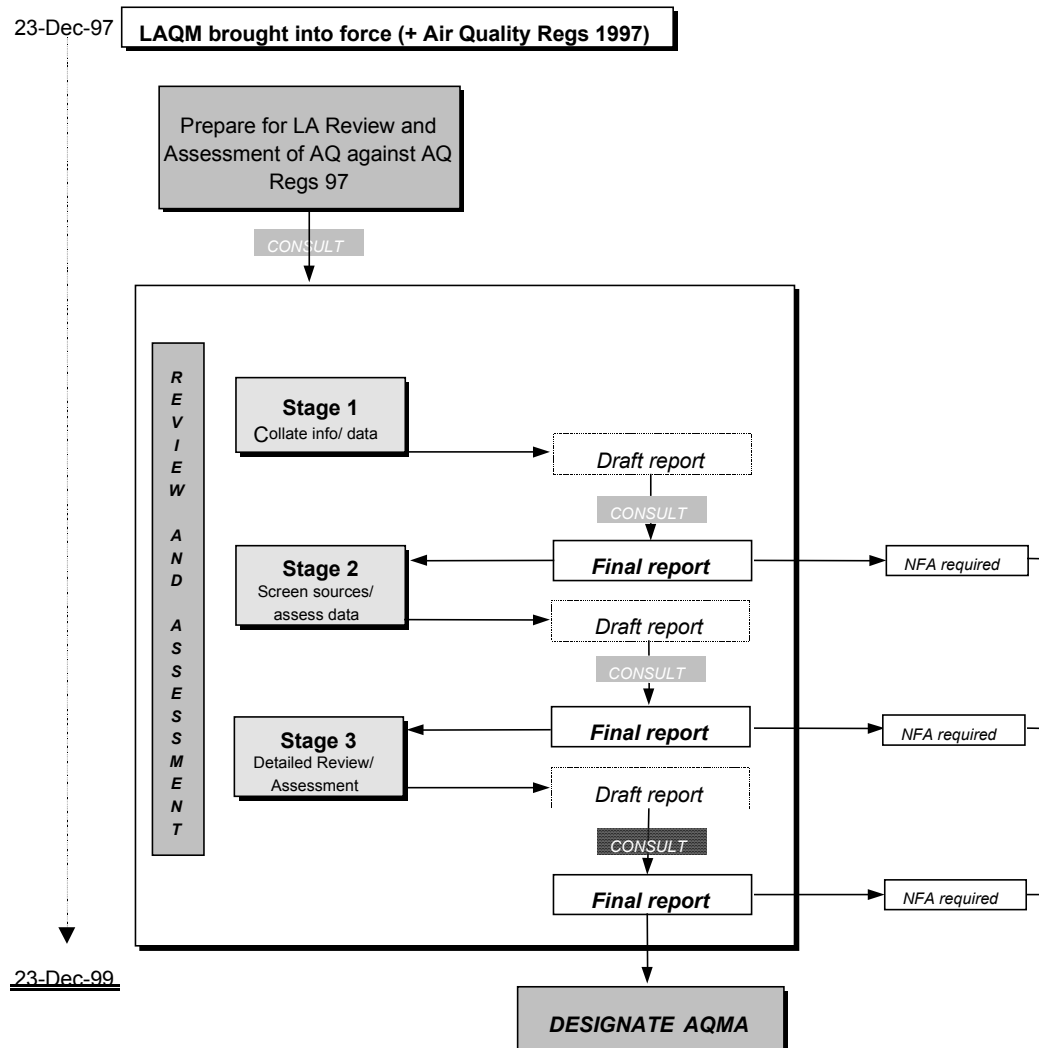 23-Dec-97
LAQM brought into force (+ Air Quality Regs 1997)
Prepare for LA Review and
Assessment of AQ against AQ
Regs 97
CONSULT
REVIEW AND ASSESSMENT
Stage 1
Collate info/ data
Draft report
CONSULT
Final report
NFA required
Stage 2
Screen sources/
assess data
Draft report
CONSULT
Final report
NFA required
Stage 3
Detailed Review/
Assessment
Draft report
CONSULT
Final report
NFA required
23-Dec-99
DESIGNATE AQMA